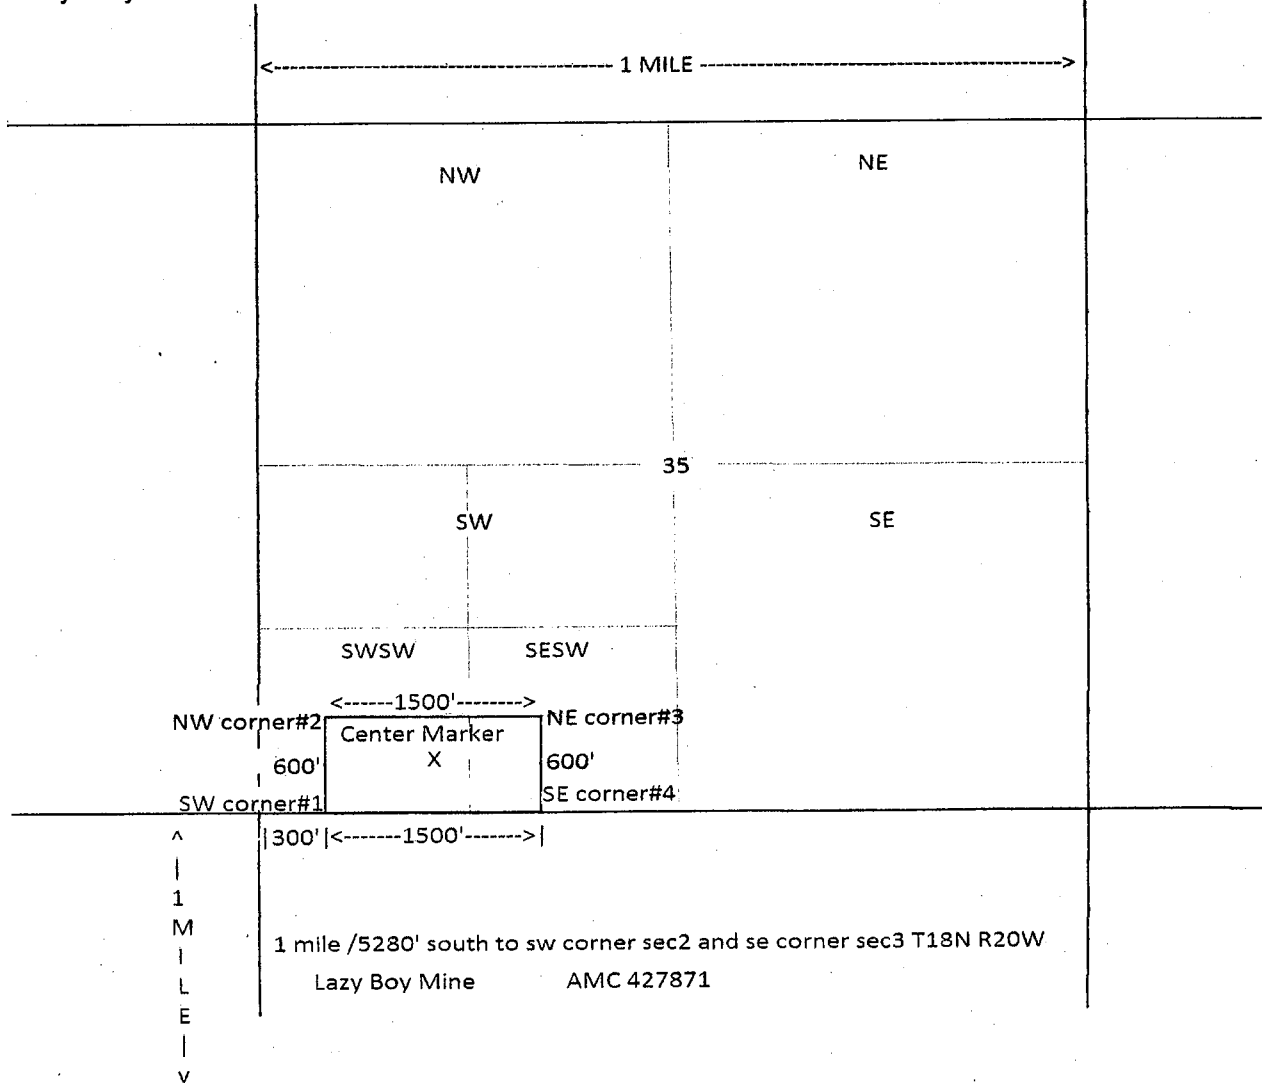 <---------------------------------- 1 MILE -------------------------------------->
NW
NE
35
SW
SE
SWSW
SESW
<------1500'-------->
NW corner#2
NE corner#3
Center Marker
X
600'
600'
SW corner#1
SE corner#4
|300'|<-------1500'------->|
^
|
1
M
I
L
E
|
v
1 mile /5280' south to sw corner sec2 and se corner sec3 T18N R20W
Lazy Boy Mine AMC 427871